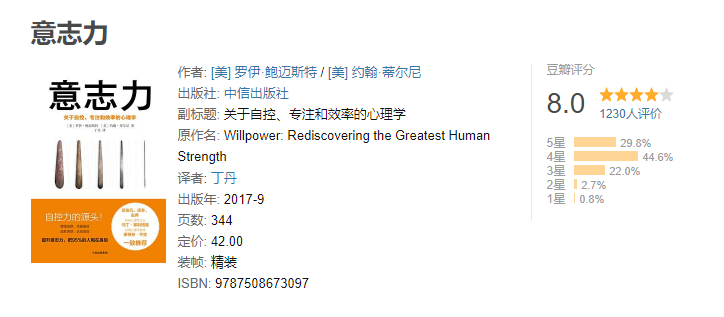 意志力
意志力
关于自控、专注和效率的心理学
自控力的源头!
一致推荐
作者: [美] 罗伊·鲍迈斯特 / [美] 约翰·蒂尔尼
出版社: 中信出版社
副标题: 关于自控、专注和效率的心理学
原作名: Willpower: Rediscovering the Greatest Human
Strength
译者: 丁丹
出版年: 2017-9
页数: 344
定价: 42.00
装帧: 精装
ISBN: 9787508673097
豆瓣评分
8.0
1230人评价
5星 29.8%
4星 44.6%
3星 22.0%
2星 2.7%
1星 0.8%